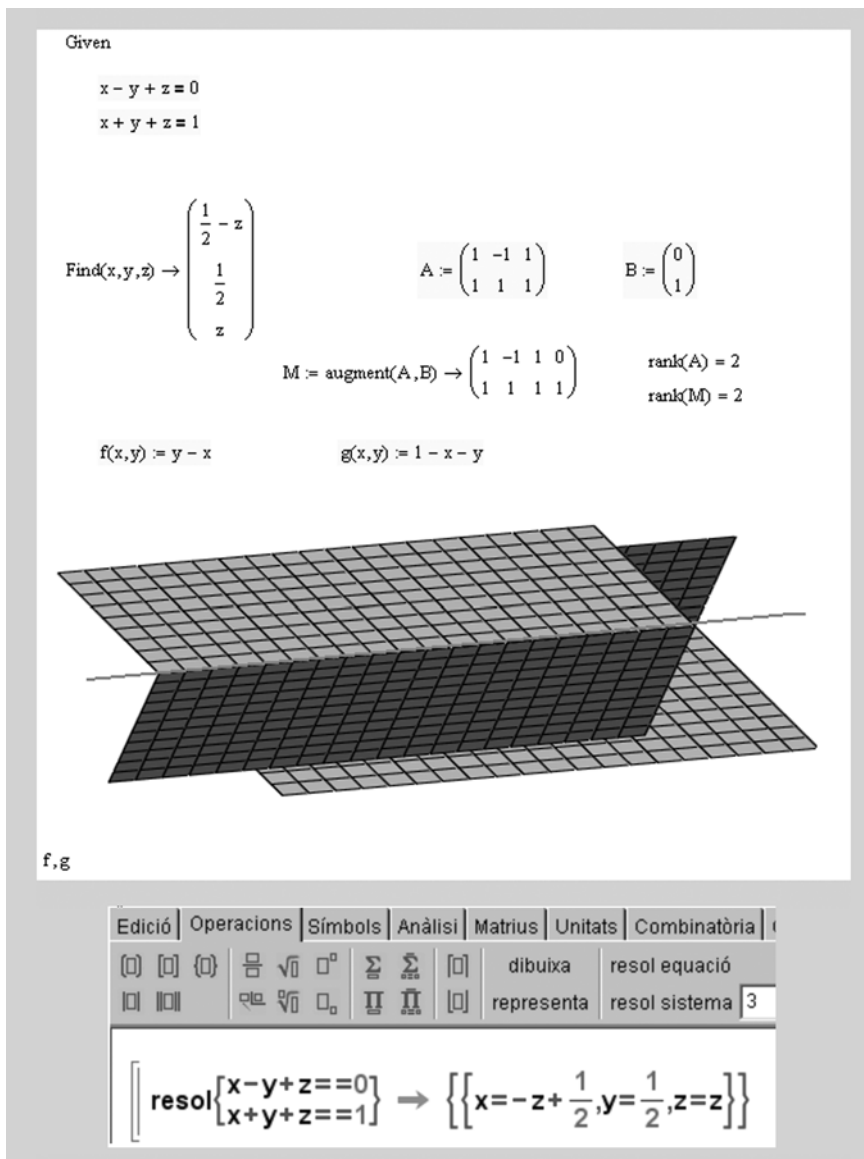 Given
x − y + z = 0
x + y + z = 1
Find(x,y,z) → ( 1/2 − z  1/2  z )
A := ( 1 -1 1  1 1 1 )
B := ( 0  1 )
M := augment(A,B) → ( 1 -1 1 0  1 1 1 1 )
rank(A) = 2
rank(M) = 2
f(x,y) := y − x
g(x,y) := 1 − x − y
f,g
Edició Operacions Símbols Anàlisi Matrius Unitats Combinatòria
dibuixa resol equació
representa resol sistema 3
resol { x−y+z==0  x+y+z==1 } → {{x=−z+1/2,y=1/2,z=z}}